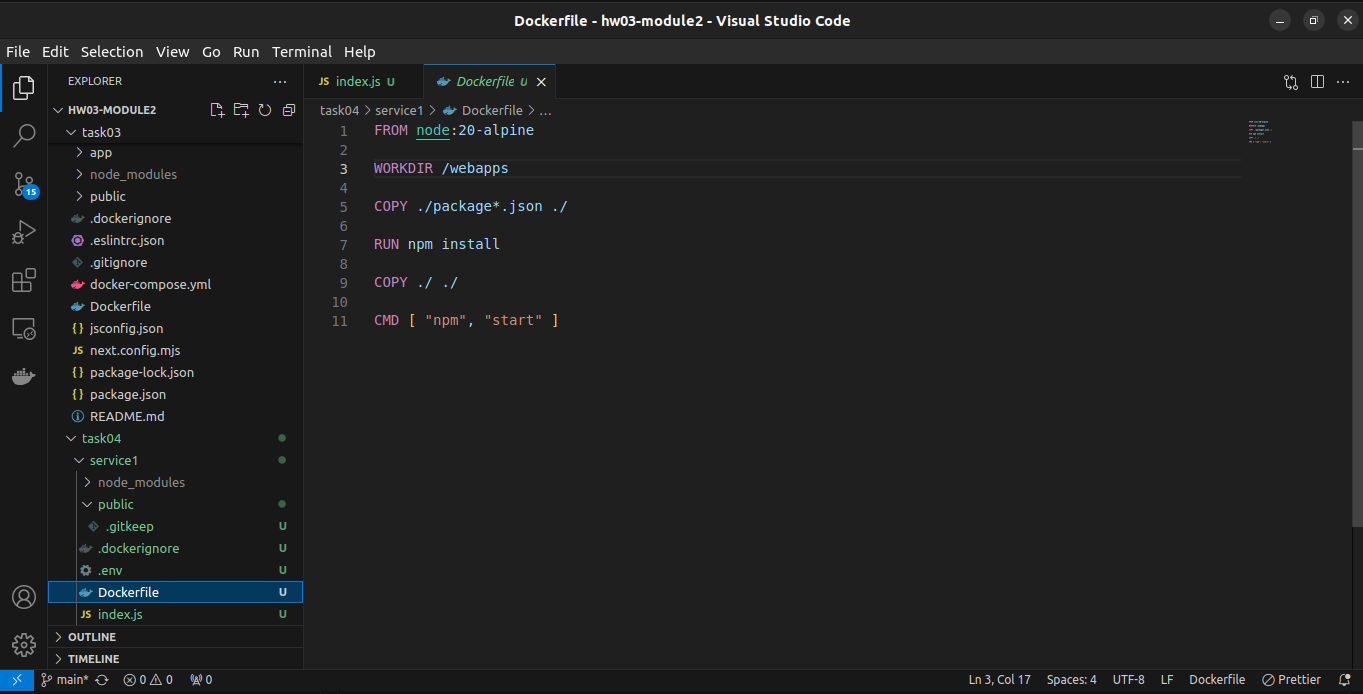 Dockerfile - hw03-module2 - Visual Studio Code
File Edit Selection View Go Run Terminal Help
EXPLORER
HW03-MODULE2
task03
app
node_modules
public
.dockerignore
.eslintrc.json
.gitignore
docker-compose.yml
Dockerfile
{} jsconfig.json
JS next.config.mjs
{} package-lock.json
{} package.json
README.md
task04
service1
node_modules
public
.gitkeep U
.dockerignore U
.env U
Dockerfile U
JS index.js U
OUTLINE
TIMELINE
15
JS index.js U
Dockerfile U
task04 > service1 > Dockerfile > ...
1 FROM node:20-alpine
2
3 WORKDIR /webapps
4
5 COPY ./package*.json ./
6
7 RUN npm install
8
9 COPY ./ ./
10
11 CMD [ "npm", "start" ]
main* 0 0 0 Ln 3, Col 17 Spaces: 4 UTF-8 LF Dockerfile Prettier